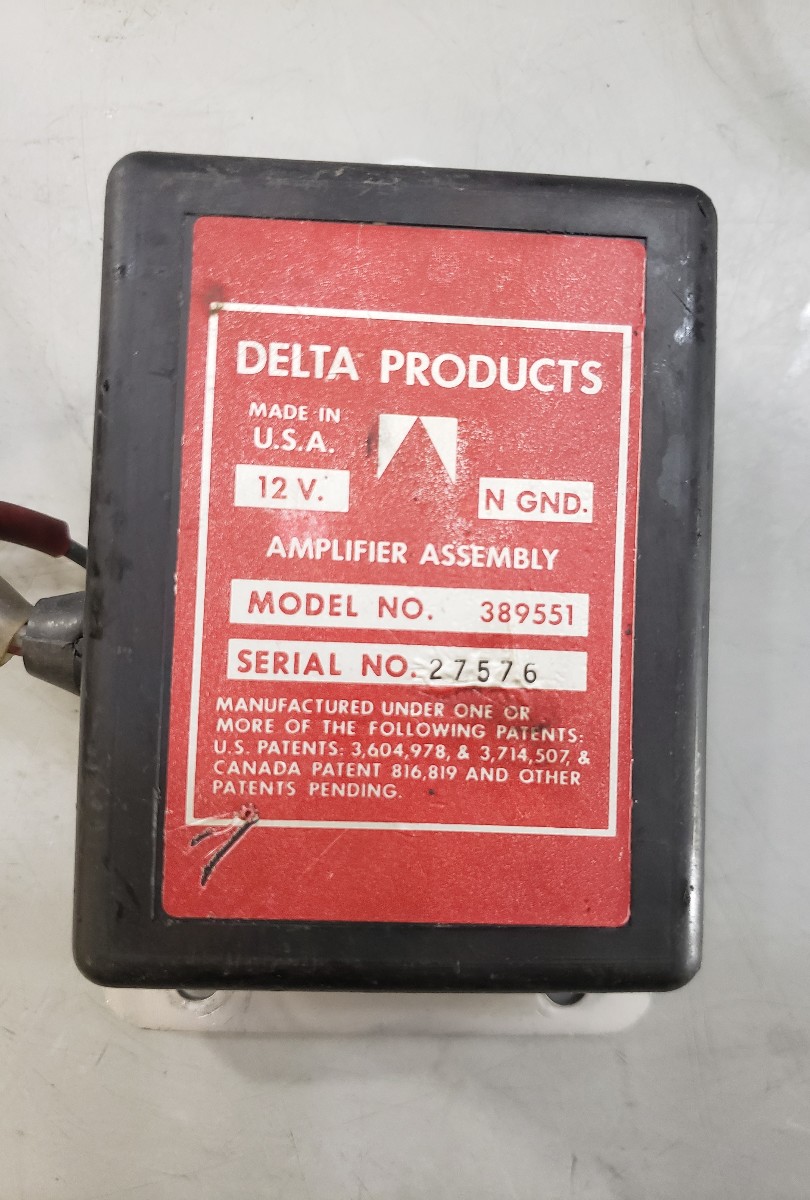 DELTA PRODUCTS
MADE IN
U.S.A.
12 V.
N GND.
AMPLIFIER ASSEMBLY
MODEL NO. 389551
SERIAL NO. 27576
MANUFACTURED UNDER ONE OR
MORE OF THE FOLLOWING PATENTS:
U.S. PATENTS: 3,604,978, & 3,714,507, &
CANADA PATENT 816,819 AND OTHER
PATENTS PENDING.